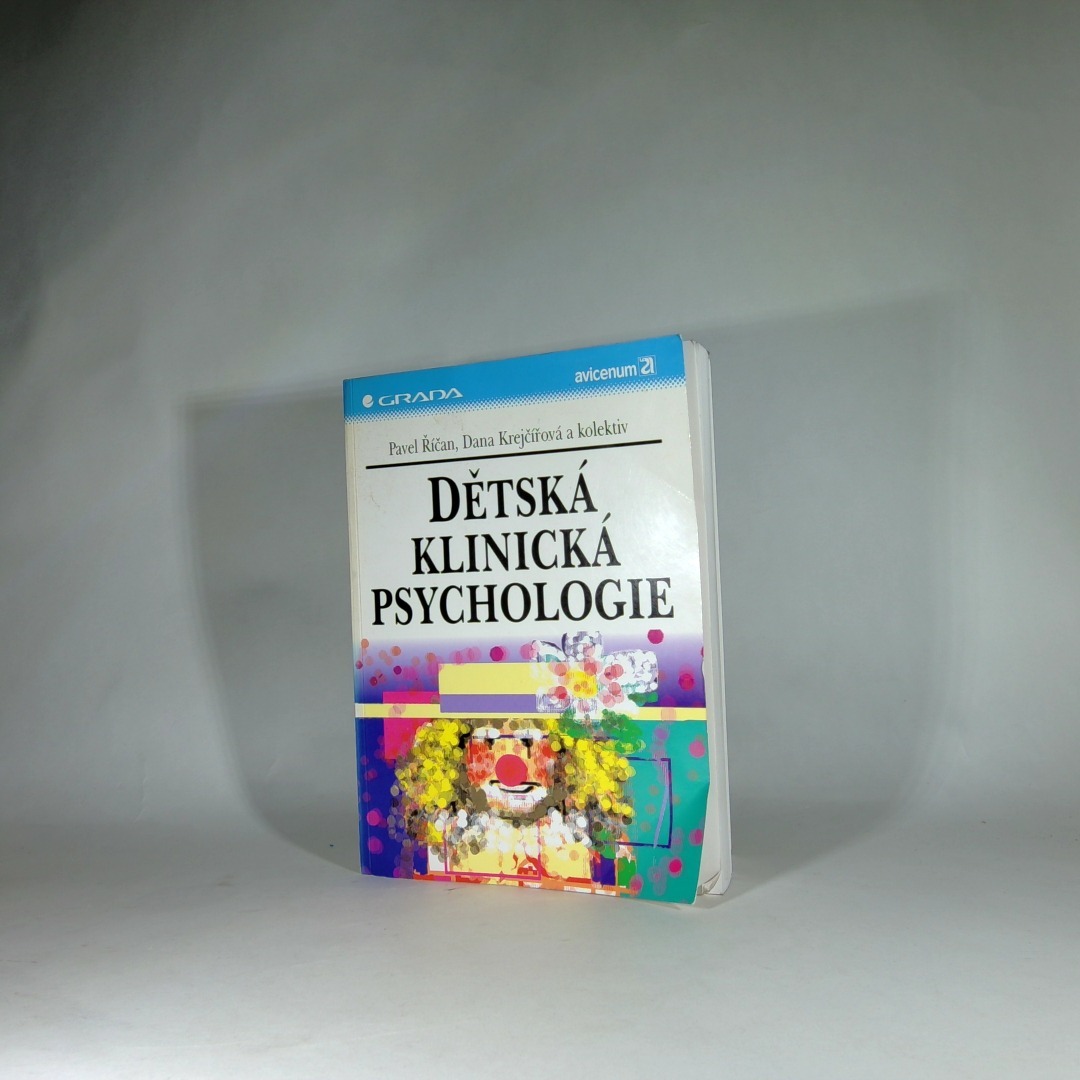 GRADA
avicenum
Pavel Říčan, Dana Krejčířová a kolektiv
DĚTSKÁ
KLINICKÁ
PSYCHOLOGIE